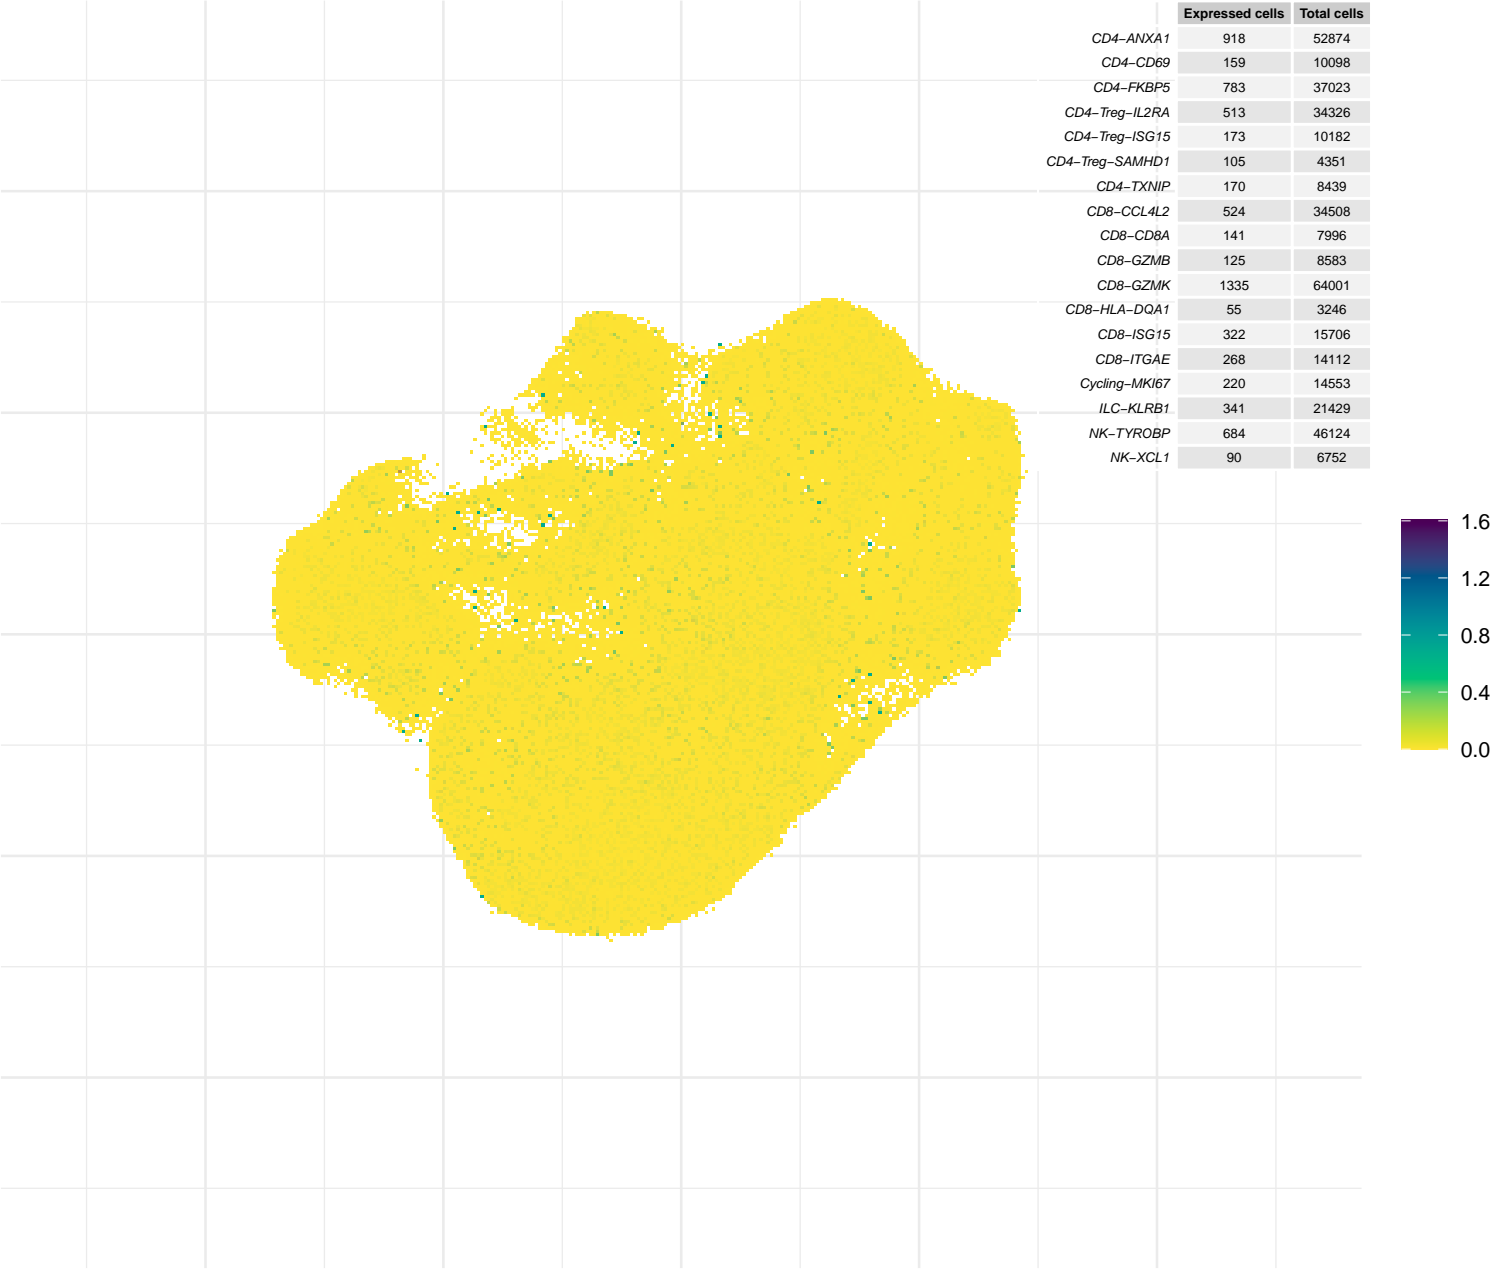 Expressed cells Total cells
CD4−ANXA1 918 52874
CD4−CD69 159 10098
CD4−FKBP5 783 37023
CD4−Treg−IL2RA 513 34326
CD4−Treg−ISG15 173 10182
CD4−Treg−SAMHD1 105 4351
CD4−TXNIP 170 8439
CD8−CCL4L2 524 34508
CD8−CD8A 141 7996
CD8−GZMB 125 8583
CD8−GZMK 1335 64001
CD8−HLA−DQA1 55 3246
CD8−ISG15 322 15706
CD8−ITGAE 268 14112
Cycling−MKI67 220 14553
ILC−KLRB1 341 21429
NK−TYROBP 684 46124
NK−XCL1 90 6752
1.6
1.2
0.8
0.4
0.0